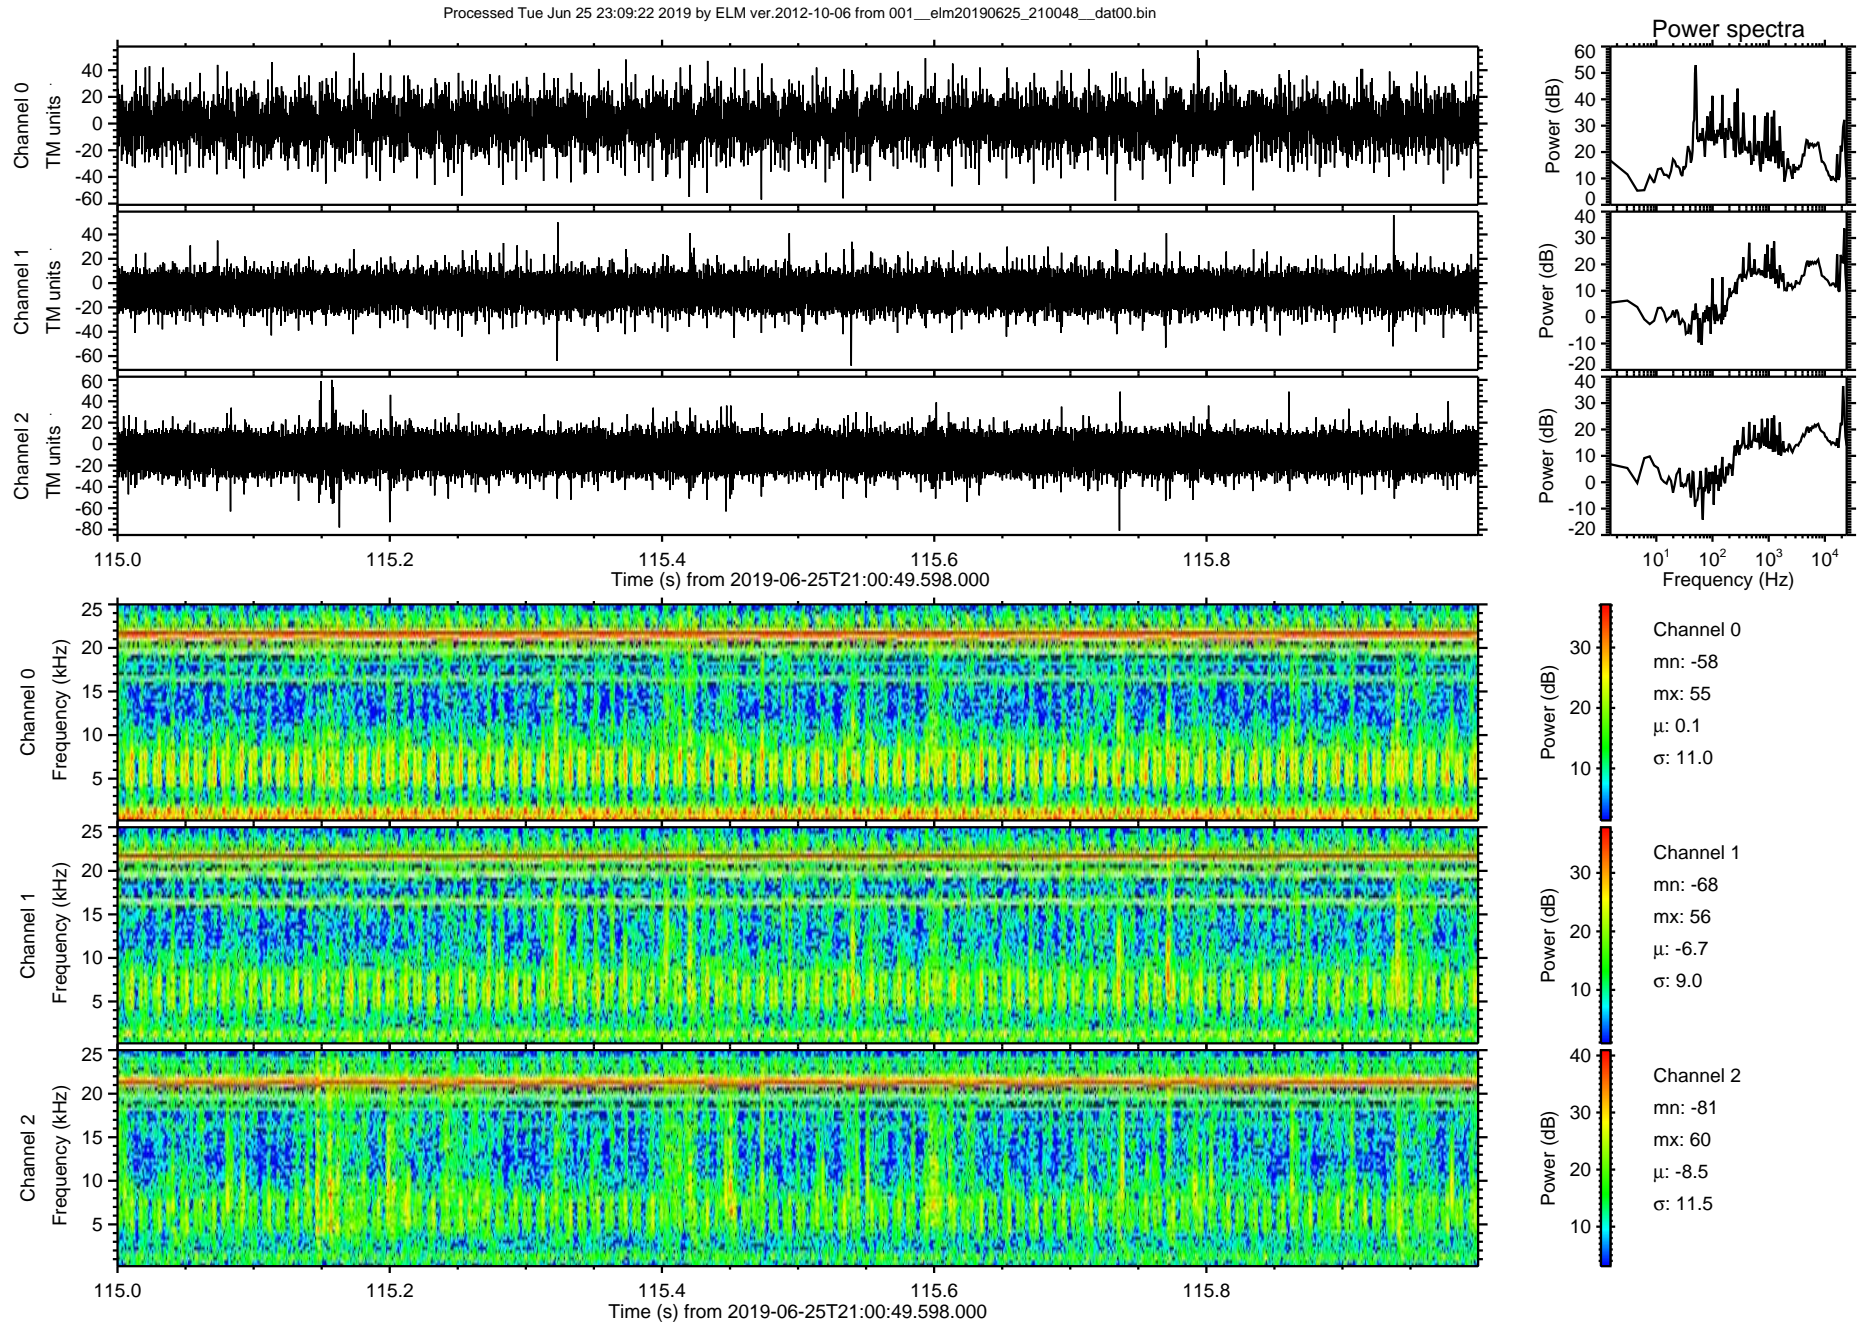 Processed Tue Jun 25 23:09:22 2019 by ELM ver.2012-10-06 from 001__elm20190625_210048__dat00.bin
Power spectra
Channel 0
TM units
40
20
0
-20
-40
-60
Power (dB)
60
50
40
30
20
10
0
Channel 1
TM units
40
20
0
-20
-40
-60
Power (dB)
40
30
20
10
0
-10
-20
Channel 2
TM units
60
40
20
0
-20
-40
-60
-80
Power (dB)
40
30
20
10
0
-10
-20
115.0 115.2 115.4 115.6 115.8
Time (s) from 2019-06-25T21:00:49.598.000
10^1 10^2 10^3 10^4
Frequency (Hz)
Channel 0
Frequency (kHz)
25
20
15
10
5
Power (dB)
30
20
10
Channel 0
mn: -58
mx: 55
μ: 0.1
σ: 11.0
Channel 1
Frequency (kHz)
25
20
15
10
5
Power (dB)
30
20
10
Channel 1
mn: -68
mx: 56
μ: -6.7
σ: 9.0
Channel 2
Frequency (kHz)
25
20
15
10
5
Power (dB)
40
30
20
10
Channel 2
mn: -81
mx: 60
μ: -8.5
σ: 11.5
115.0 115.2 115.4 115.6 115.8
Time (s) from 2019-06-25T21:00:49.598.000